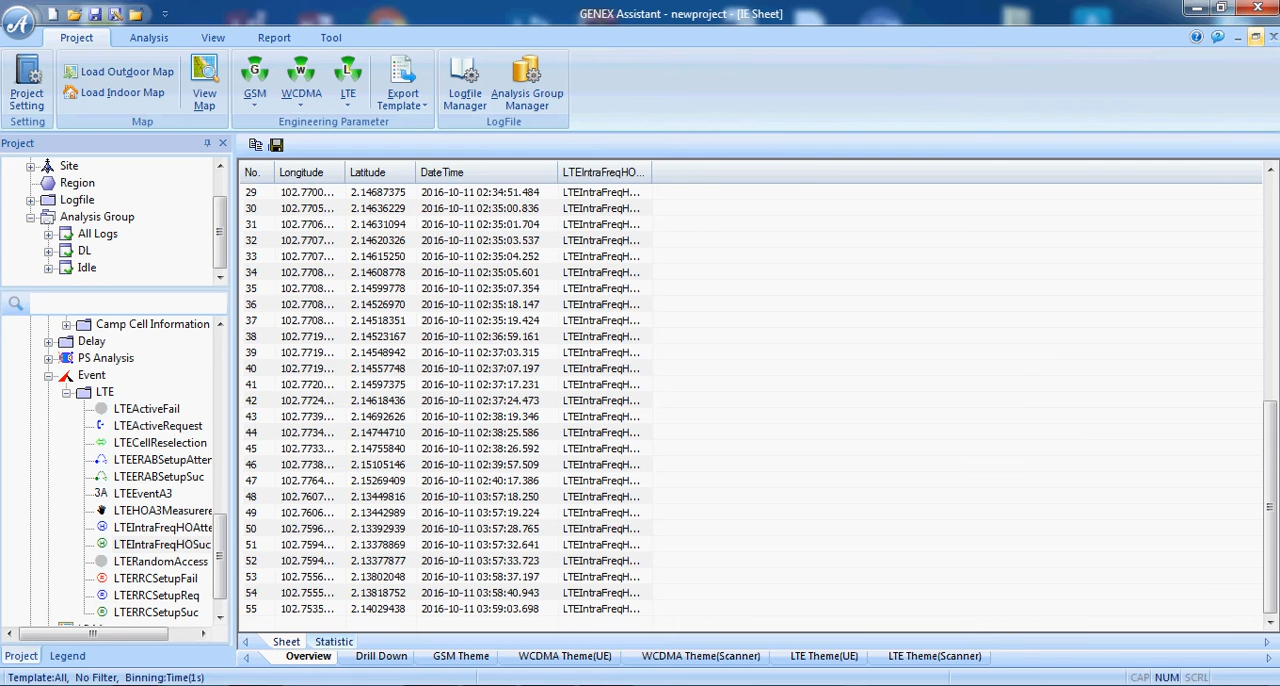 GENEX Assistant - newproject - [IE Sheet]
Project Analysis View Report Tool
Project Setting
Load Outdoor Map
Load Indoor Map
View Map
GSM WCDMA LTE
Export Template
Logfile Manager
Analysis Group Manager
Setting Map Engineering Parameter LogFile
Project
Site
Region
Logfile
Analysis Group
All Logs
DL
Idle
Camp Cell Information
Delay
PS Analysis
Event
LTE
LTEActiveFail
LTEActiveRequest
LTECellReselection
LTEERABSetupAtter
LTEERABSetupSuc
3A LTEEventA3
LTEHOA3Measurere
LTEIntraFreqHOAtte
LTEIntraFreqHOSuc
LTERandomAccess
LTERRCSetupFail
LTERRCSetupReq
LTERRCSetupSuc
Project Legend
No. Longitude Latitude DateTime LTEIntraFreqHO...
29 102.7700... 2.14687375 2016-10-11 02:34:51.484 LTEIntraFreqH...
30 102.7705... 2.14636229 2016-10-11 02:35:00.836 LTEIntraFreqH...
31 102.7706... 2.14631094 2016-10-11 02:35:01.704 LTEIntraFreqH...
32 102.7707... 2.14620326 2016-10-11 02:35:03.537 LTEIntraFreqH...
33 102.7707... 2.14615250 2016-10-11 02:35:04.252 LTEIntraFreqH...
34 102.7708... 2.14608778 2016-10-11 02:35:05.601 LTEIntraFreqH...
35 102.7708... 2.14599778 2016-10-11 02:35:07.354 LTEIntraFreqH...
36 102.7708... 2.14526970 2016-10-11 02:35:18.147 LTEIntraFreqH...
37 102.7708... 2.14518351 2016-10-11 02:35:19.424 LTEIntraFreqH...
38 102.7719... 2.14523167 2016-10-11 02:36:59.161 LTEIntraFreqH...
39 102.7719... 2.14548942 2016-10-11 02:37:03.315 LTEIntraFreqH...
40 102.7719... 2.14557748 2016-10-11 02:37:07.197 LTEIntraFreqH...
41 102.7720... 2.14597375 2016-10-11 02:37:17.231 LTEIntraFreqH...
42 102.7724... 2.14618436 2016-10-11 02:37:24.473 LTEIntraFreqH...
43 102.7739... 2.14692626 2016-10-11 02:38:19.346 LTEIntraFreqH...
44 102.7734... 2.14744710 2016-10-11 02:38:25.586 LTEIntraFreqH...
45 102.7733... 2.14755840 2016-10-11 02:38:26.592 LTEIntraFreqH...
46 102.7738... 2.15105146 2016-10-11 02:39:57.509 LTEIntraFreqH...
47 102.7764... 2.15269409 2016-10-11 02:40:17.386 LTEIntraFreqH...
48 102.7607... 2.13449816 2016-10-11 03:57:18.250 LTEIntraFreqH...
49 102.7606... 2.13442989 2016-10-11 03:57:19.224 LTEIntraFreqH...
50 102.7596... 2.13392939 2016-10-11 03:57:28.765 LTEIntraFreqH...
51 102.7594... 2.13378869 2016-10-11 03:57:32.641 LTEIntraFreqH...
52 102.7594... 2.13377877 2016-10-11 03:57:33.723 LTEIntraFreqH...
53 102.7556... 2.13802048 2016-10-11 03:58:37.197 LTEIntraFreqH...
54 102.7555... 2.13818752 2016-10-11 03:58:40.943 LTEIntraFreqH...
55 102.7535... 2.14029438 2016-10-11 03:59:03.698 LTEIntraFreqH...
Sheet Statistic
Overview Drill Down GSM Theme WCDMA Theme(UE) WCDMA Theme(Scanner) LTE Theme(UE) LTE Theme(Scanner)
Template:All, No Filter, Binning:Time(1s) CAP NUM SCRL